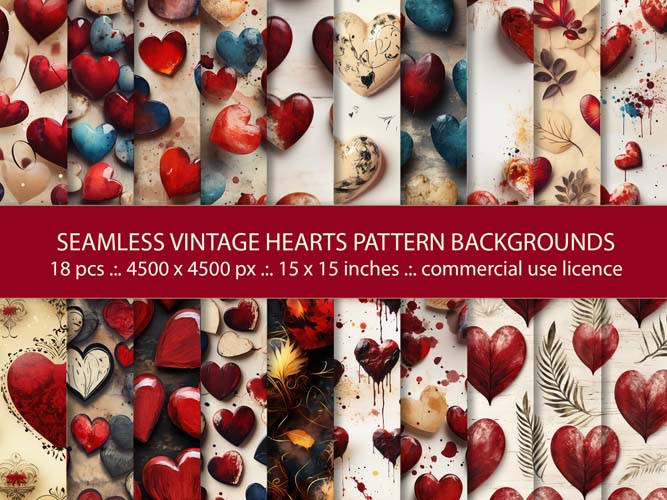 SEAMLESS VINTAGE HEARTS PATTERN BACKGROUNDS
18 pcs .:. 4500 x 4500 px .:. 15 x 15 inches .:. commercial use licence